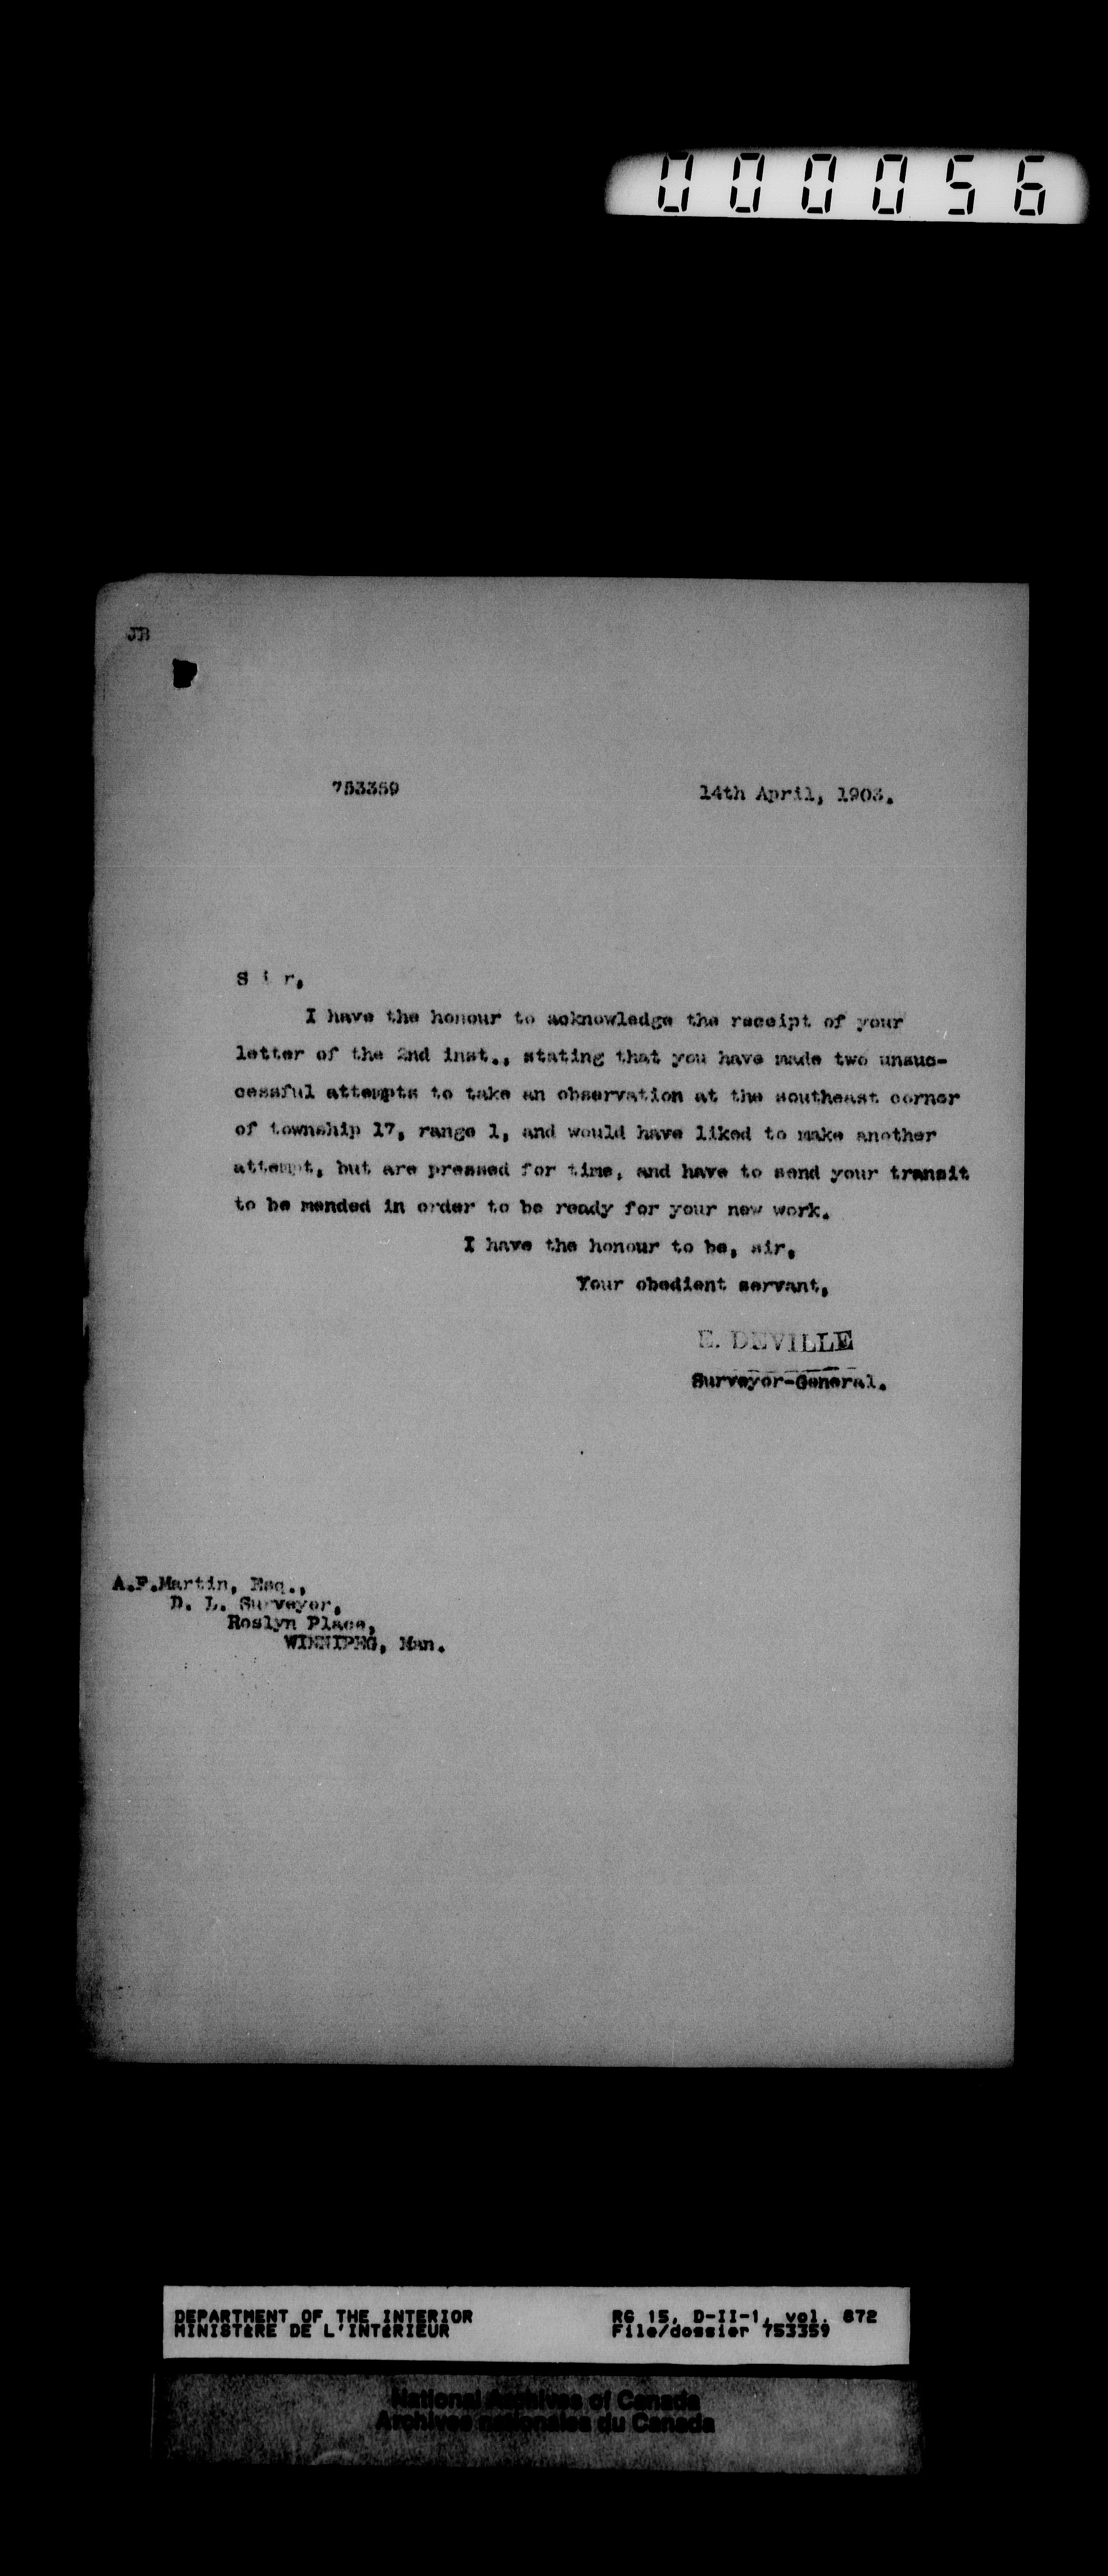 000056
JB
753359
14th April, 1903.
S i r,
I have the honour to acknowledge the receipt of your
letter of the 2nd inst., stating that you have made two unsuc-
cessful attempts to take an observation at the southeast corner
of township 17, range 1, and would have liked to make another
attempt, but are pressed for time, and have to send your transit
to be mended in order to be ready for your new work.
I have the honour to be, sir,
Your obedient servant,
E. DEVILLE
Surveyor-General.
A.F.Martin, Esq.,
D. L. Surveyor,
Roslyn Place,
WINNIPEG, Man.
DEPARTMENT OF THE INTERIOR
MINISTÈRE DE L'INTÉRIEUR
RG 15, D-II-1, vol. 872
File/dossier 753359
National Archives of Canada
Archives nationales du Canada